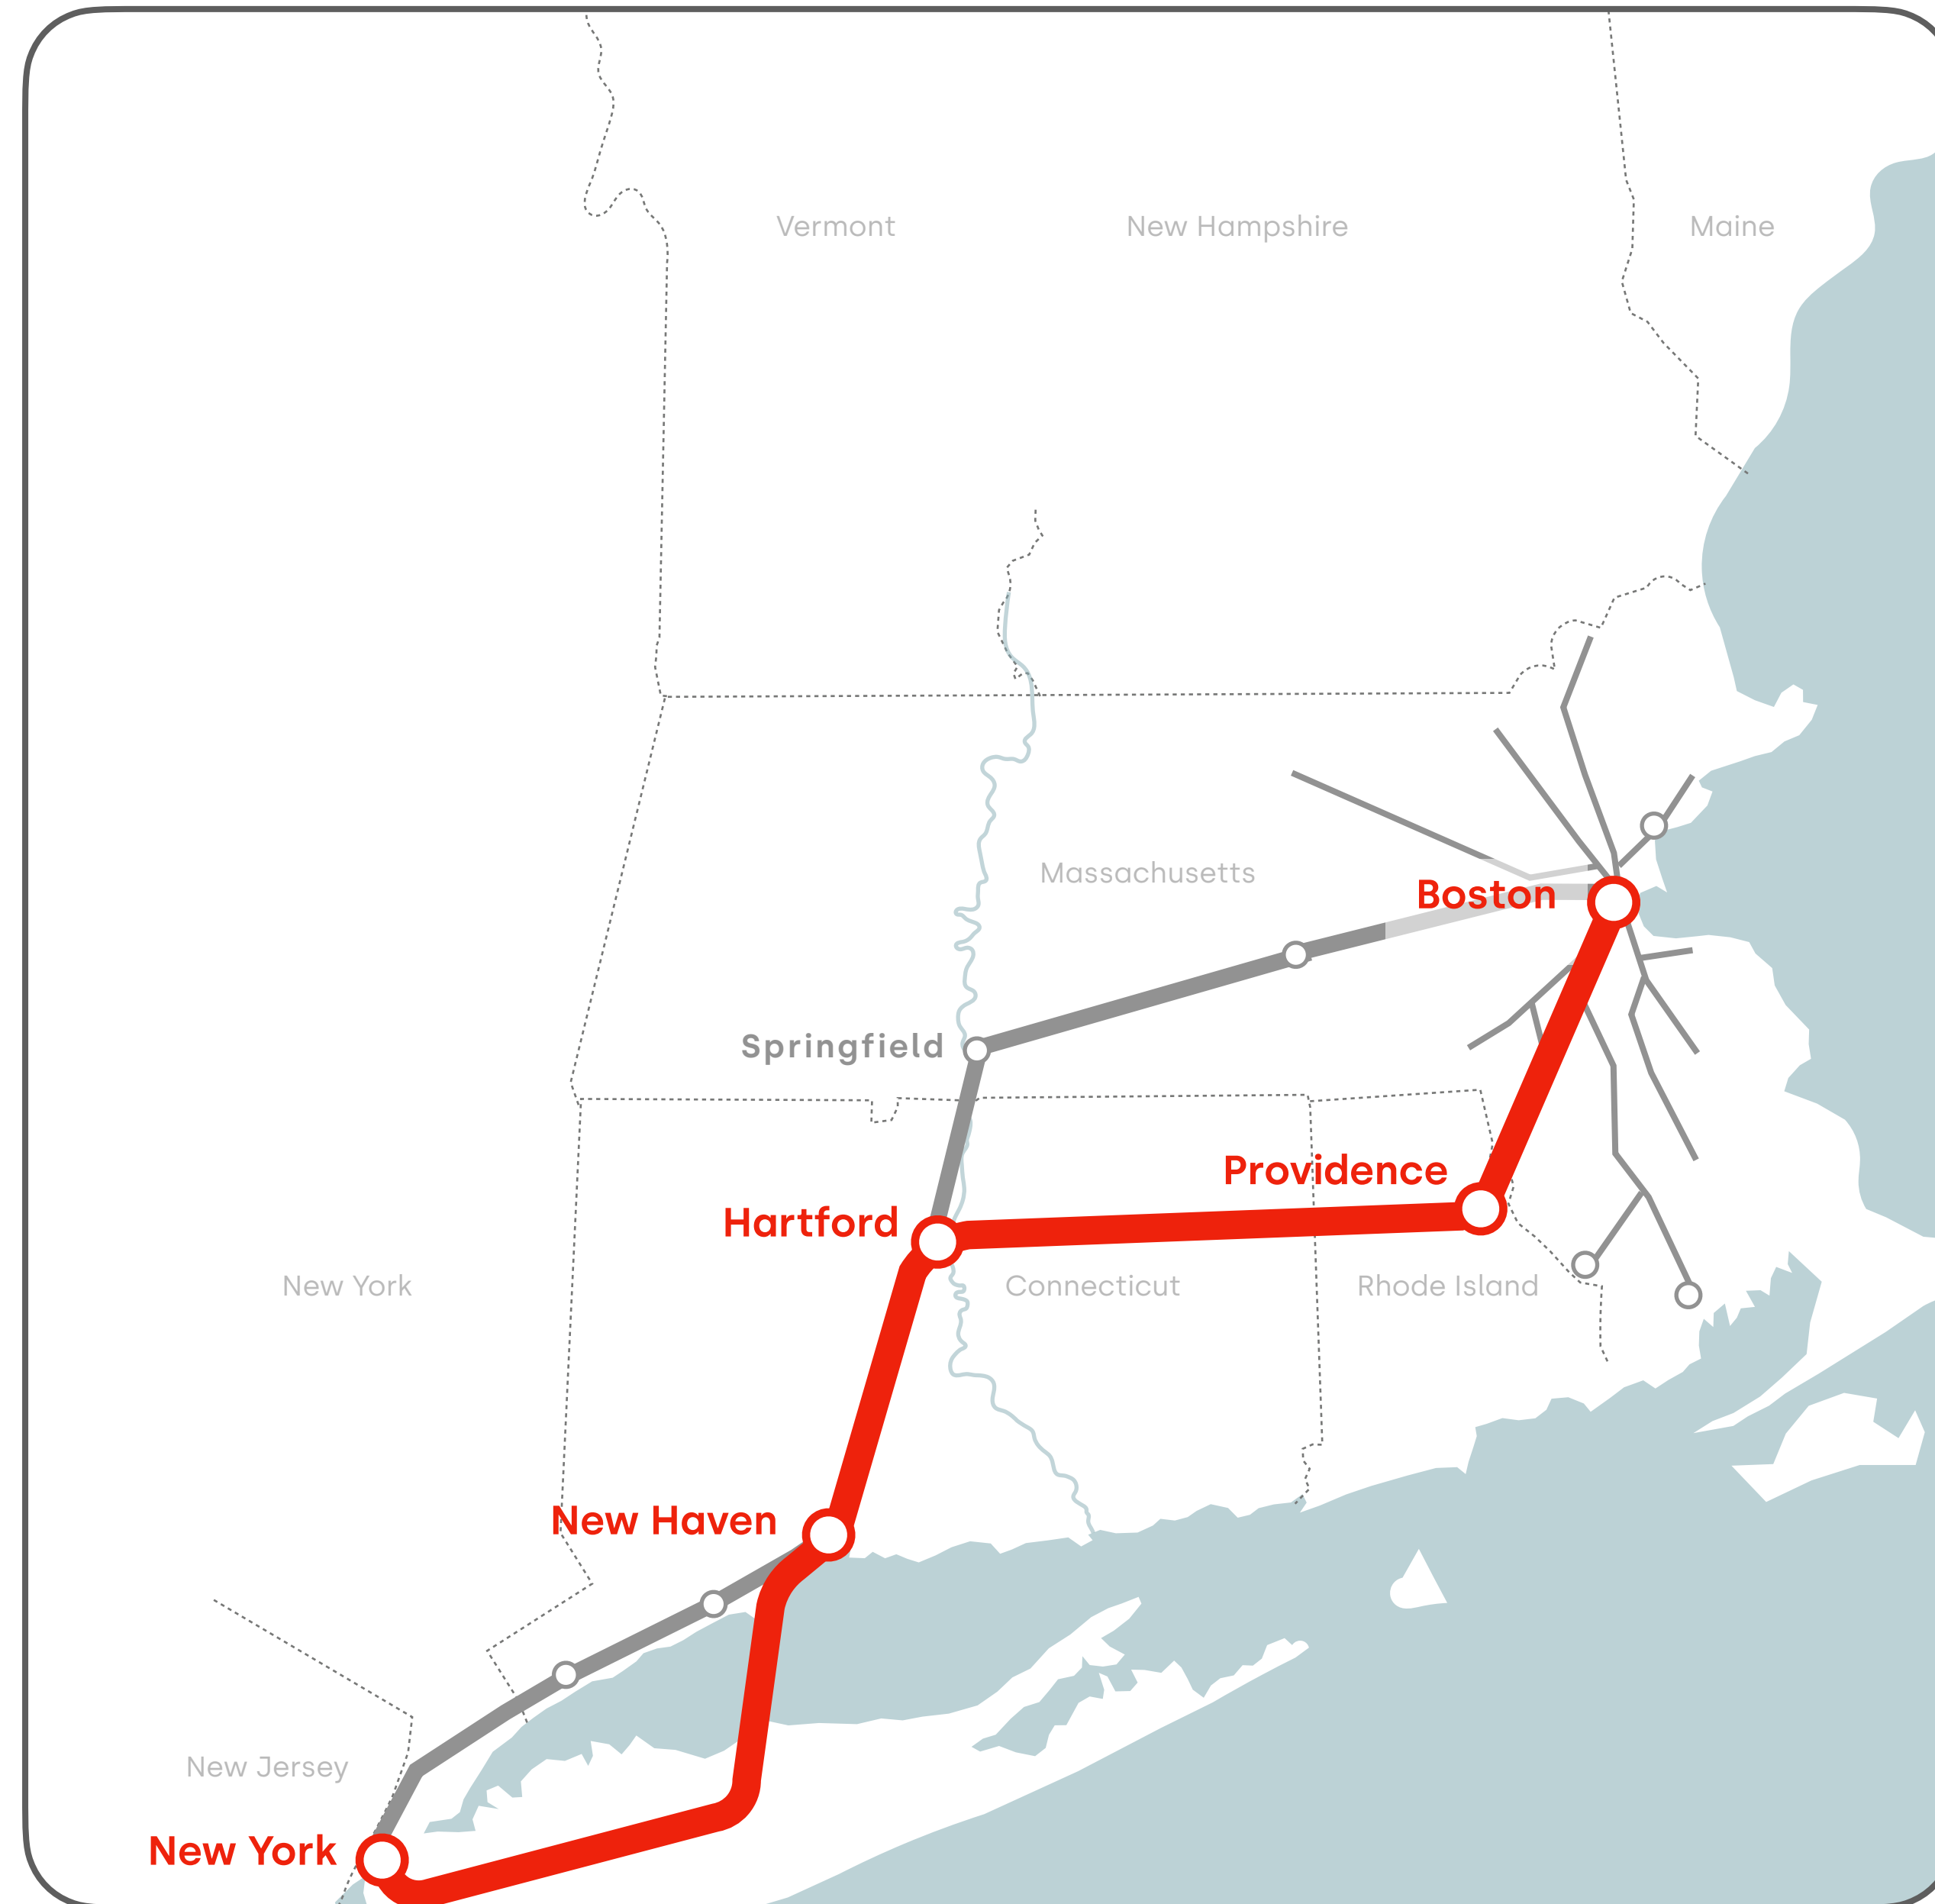 Vermont
New Hampshire
Maine
Massachusetts
Boston
Springfield
Providence
Hartford
New York
Connecticut
Rhode Island
New Haven
New Jersey
New York